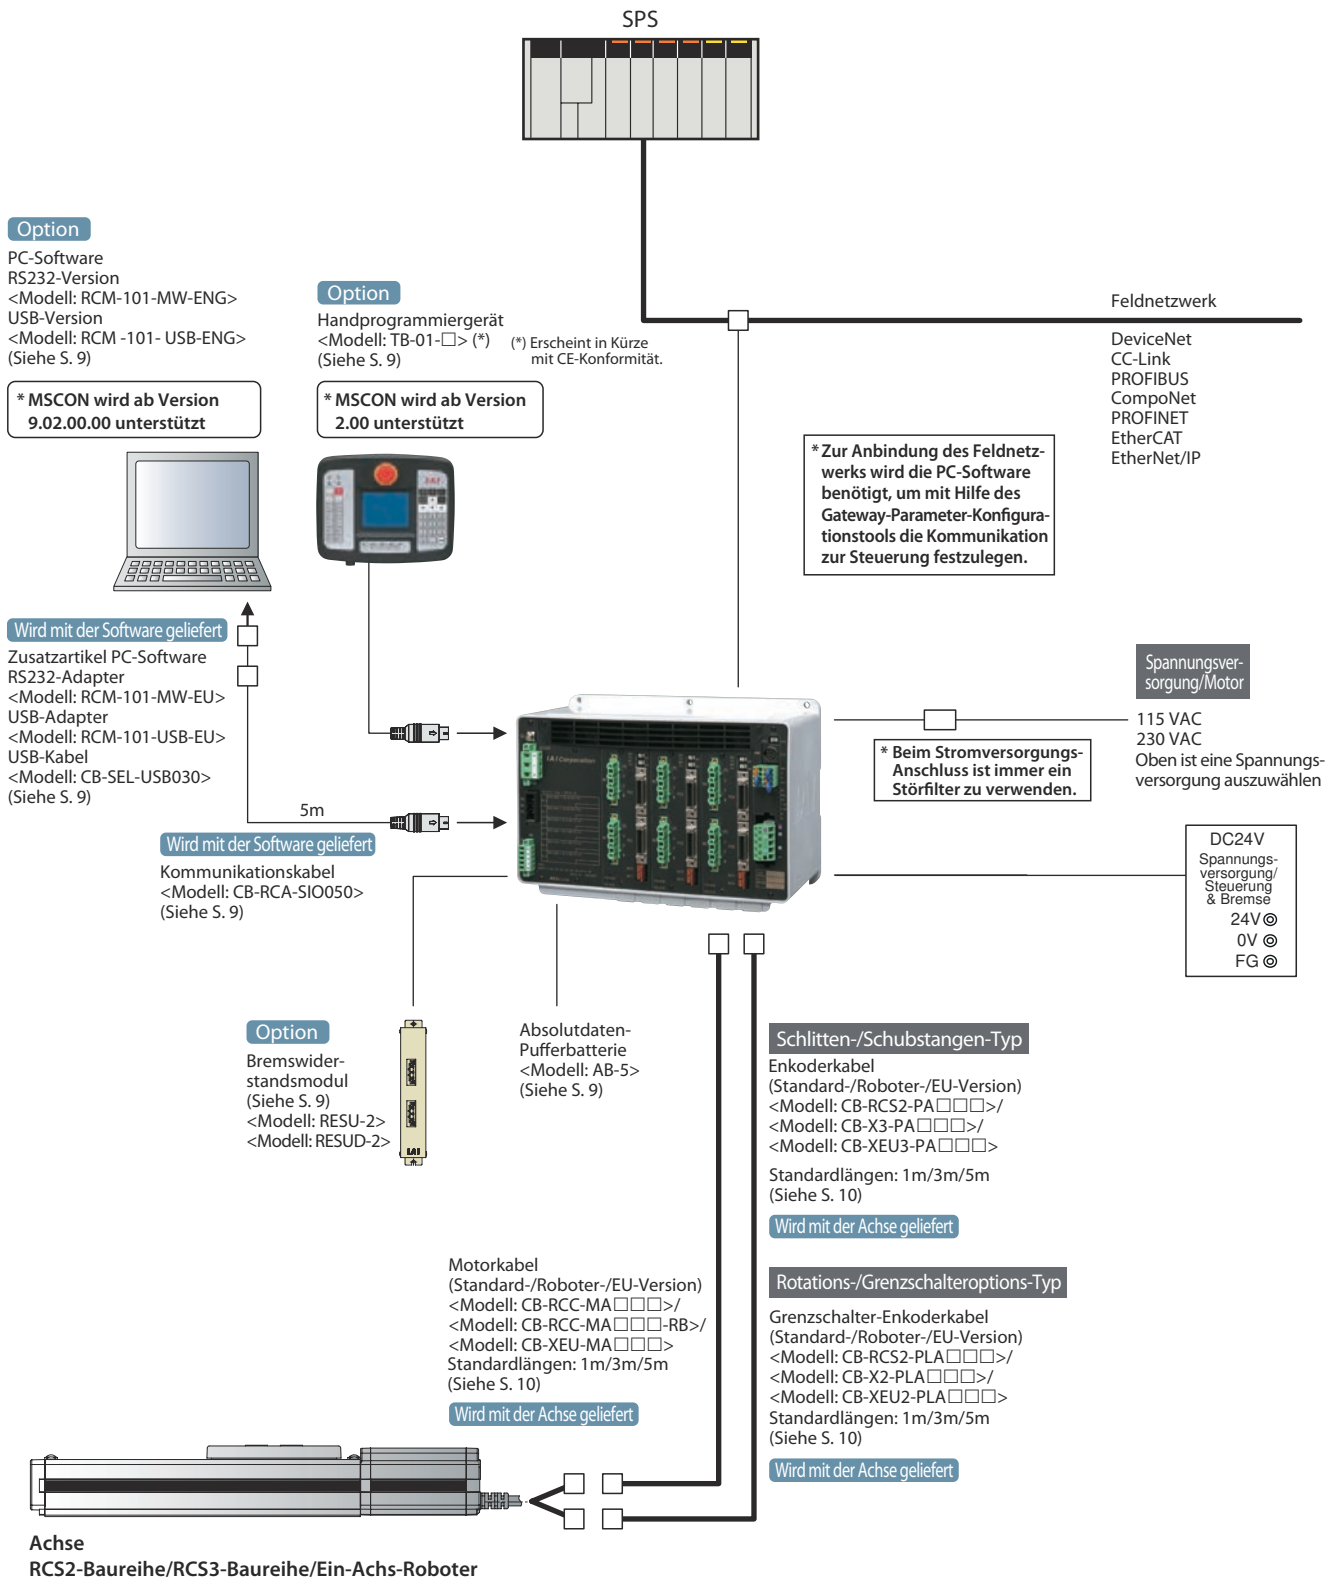 SPS
Option
PC-Software
RS232-Version
<Modell: RCM-101-MW-ENG>
USB-Version
<Modell: RCM -101- USB-ENG>
(Siehe S. 9)
* MSCON wird ab Version
9.02.00.00 unterstützt
Option
Handprogrammiergerät
<Modell: TB-01-□> (*)
(Siehe S. 9)
(*) Erscheint in Kürze
mit CE-Konformität.
* MSCON wird ab Version
2.00 unterstützt
Feldnetzwerk
DeviceNet
CC-Link
PROFIBUS
CompoNet
PROFINET
EtherCAT
EtherNet/IP
* Zur Anbindung des Feldnetz-
werks wird die PC-Software
benötigt, um mit Hilfe des
Gateway-Parameter-Konfigura-
tionstools die Kommunikation
zur Steuerung festzulegen.
Wird mit der Software geliefert
Zusatzartikel PC-Software
RS232-Adapter
<Modell: RCM-101-MW-EU>
USB-Adapter
<Modell: RCM-101-USB-EU>
USB-Kabel
<Modell: CB-SEL-USB030>
(Siehe S. 9)
5m
Wird mit der Software geliefert
Kommunikationskabel
<Modell: CB-RCA-SIO050>
(Siehe S. 9)
IAI Corporation
Spannungsver-
sorgung/Motor
115 VAC
230 VAC
Oben ist eine Spannungs-
versorgung auszuwählen
* Beim Stromversorgungs-
Anschluss ist immer ein
Störfilter zu verwenden.
DC24V
Spannungs-
versorgung/
Steuerung
& Bremse
24V
0V
FG
Option
Bremswider-
standsmodul
(Siehe S. 9)
<Modell: RESU-2>
<Modell: RESUD-2>
IAI
Absolutdaten-
Pufferbatterie
<Modell: AB-5>
(Siehe S. 9)
Schlitten-/Schubstangen-Typ
Enkoderkabel
(Standard-/Roboter-/EU-Version)
<Modell: CB-RCS2-PA□□□>/
<Modell: CB-X3-PA□□□>/
<Modell: CB-XEU3-PA□□□>
Standardlängen: 1m/3m/5m
(Siehe S. 10)
Wird mit der Achse geliefert
Motorkabel
(Standard-/Roboter-/EU-Version)
<Modell: CB-RCC-MA□□□>/
<Modell: CB-RCC-MA□□□-RB>/
<Modell: CB-XEU-MA□□□>
Standardlängen: 1m/3m/5m
(Siehe S. 10)
Wird mit der Achse geliefert
Rotations-/Grenzschalteroptions-Typ
Grenzschalter-Enkoderkabel
(Standard-/Roboter-/EU-Version)
<Modell: CB-RCS2-PLA□□□>/
<Modell: CB-X2-PLA□□□>/
<Modell: CB-XEU2-PLA□□□>
Standardlängen: 1m/3m/5m
(Siehe S. 10)
Wird mit der Achse geliefert
Achse
RCS2-Baureihe/RCS3-Baureihe/Ein-Achs-Roboter